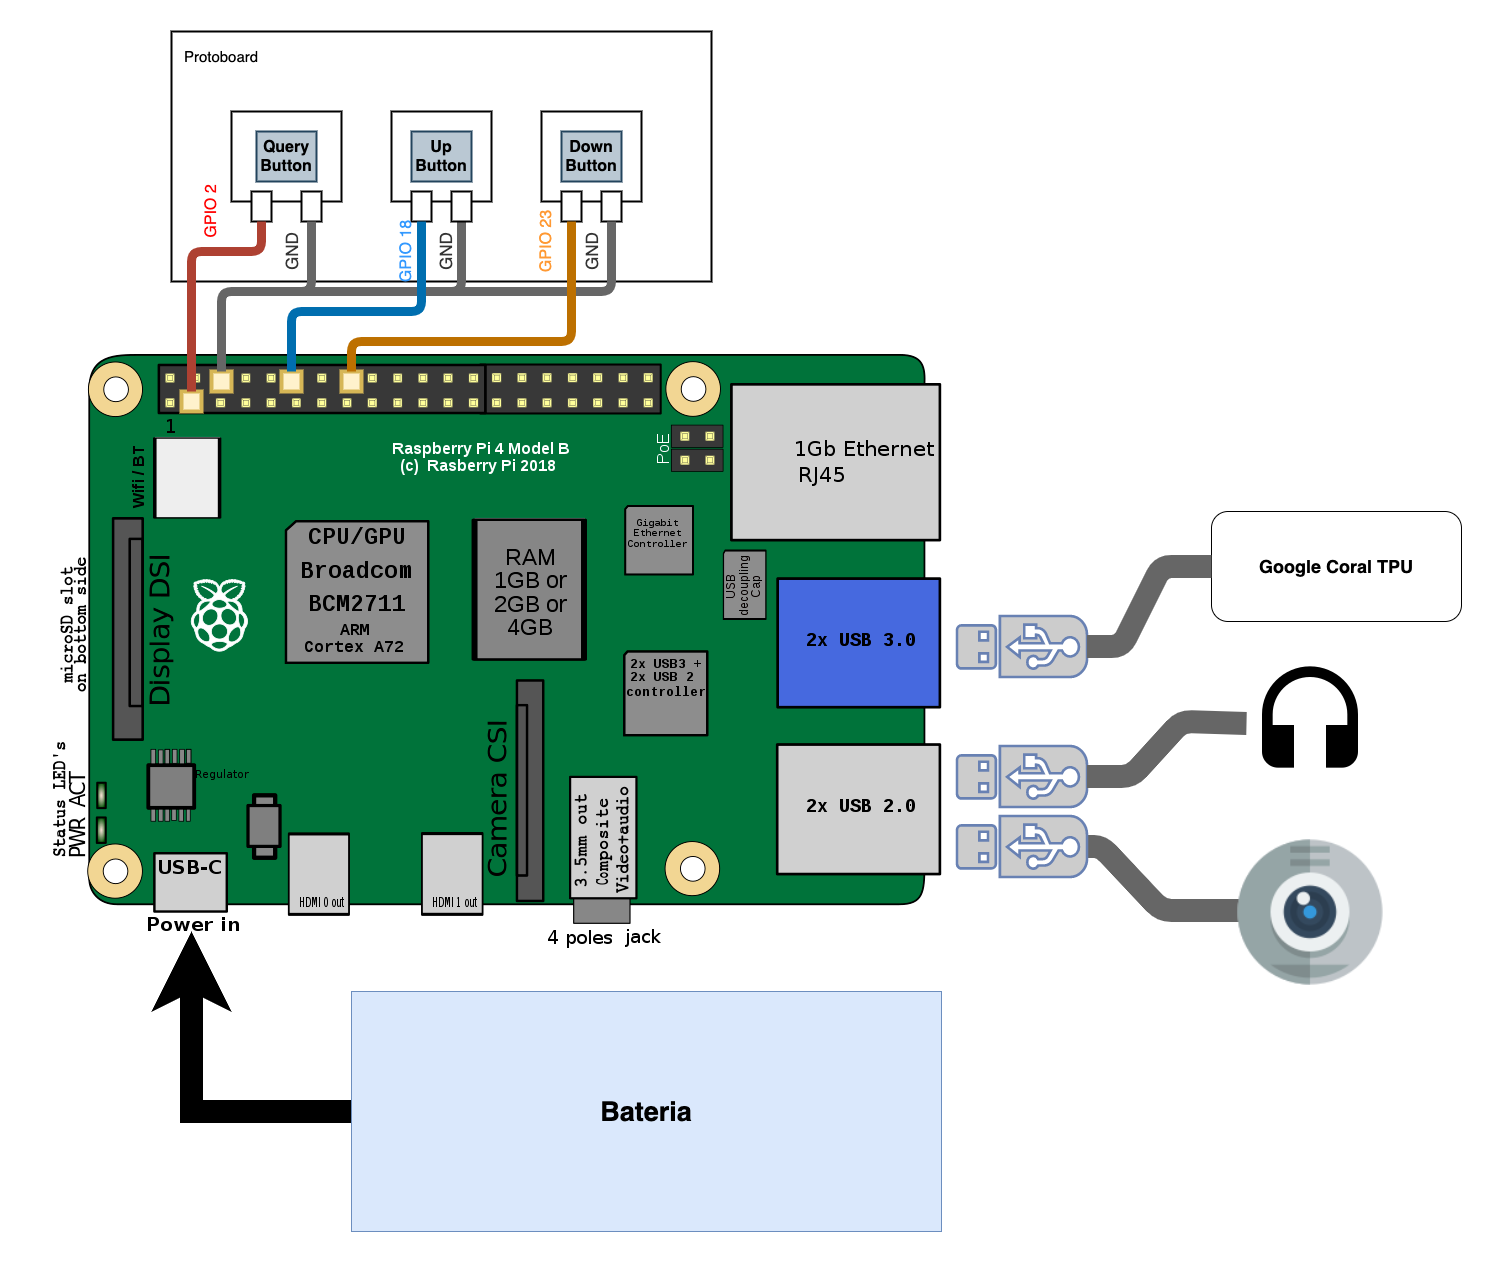 Protoboard
Query
Button
Up
Button
Down
Button
GPIO 2
GND
GPIO 18
GND
GPIO 23
GND
1
Wifi / BT
Raspberry Pi 4 Model B
(c) Rasberry Pi 2018
PoE
1Gb Ethernet
RJ45
CPU/GPU
Broadcom
BCM2711
ARM
Cortex A72
RAM
1GB or
2GB or
4GB
Gigabit
Ethernet
Controller
USB
decoupling
Cap
Google Coral TPU
microSD slot
on bottom side
Display DSI
2x USB 3.0
2x USB3 +
2x USB 2
controller
Status LED's
PWR ACT
Regulator
Camera CSI
3.5mm out
Composite
Video+audio
2x USB 2.0
USB-C
HDMI 0 out
HDMI 1 out
Power in
4 poles jack
Bateria